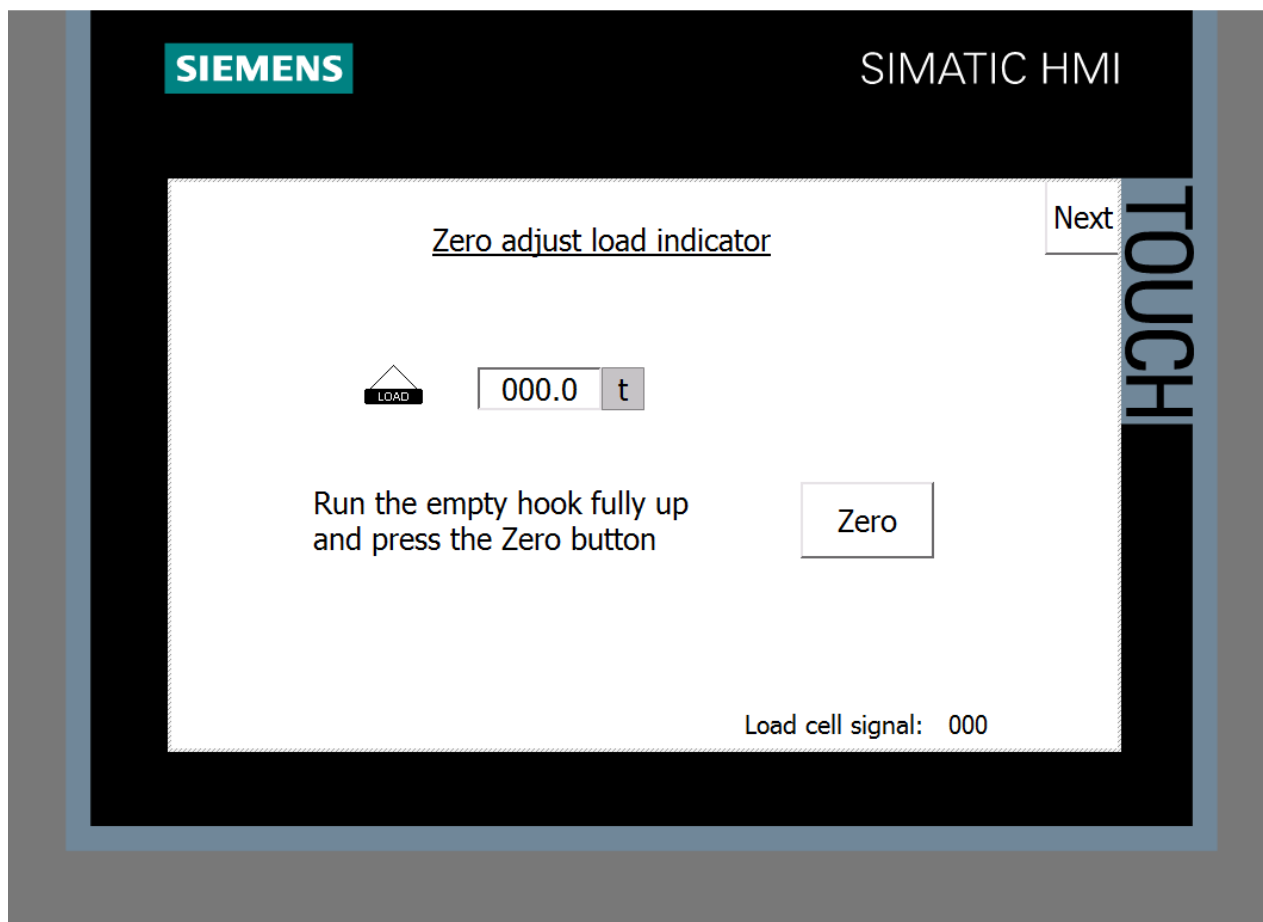 SIEMENS
SIMATIC HMI
TOUCH
Next
Zero adjust load indicator
LOAD
000.0 t
Run the empty hook fully up
and press the Zero button
Zero
Load cell signal: 000